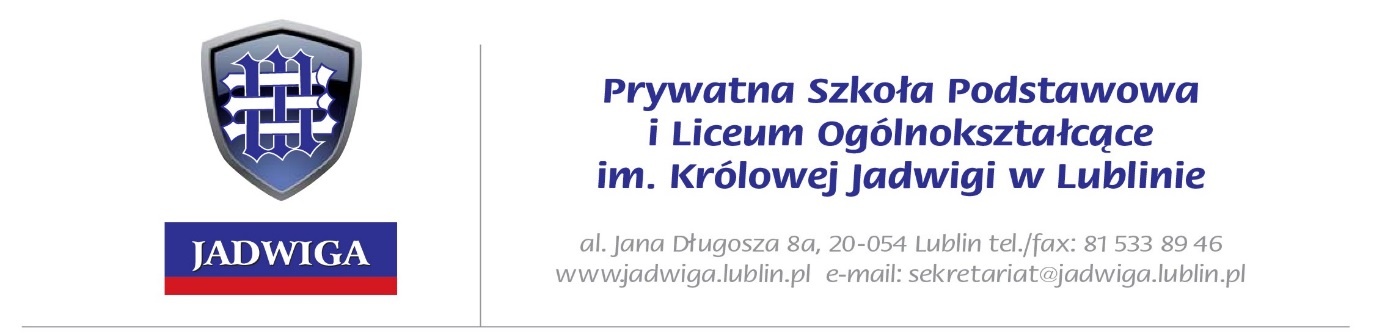 JADWIGA
Prywatna Szkoła Podstawowa
i Liceum Ogólnokształcące
im. Królowej Jadwigi w Lublinie
al. Jana Długosza 8a, 20-054 Lublin tel./fax: 81 533 89 46
www.jadwiga.lublin.pl e-mail: sekretariat@jadwiga.lublin.pl